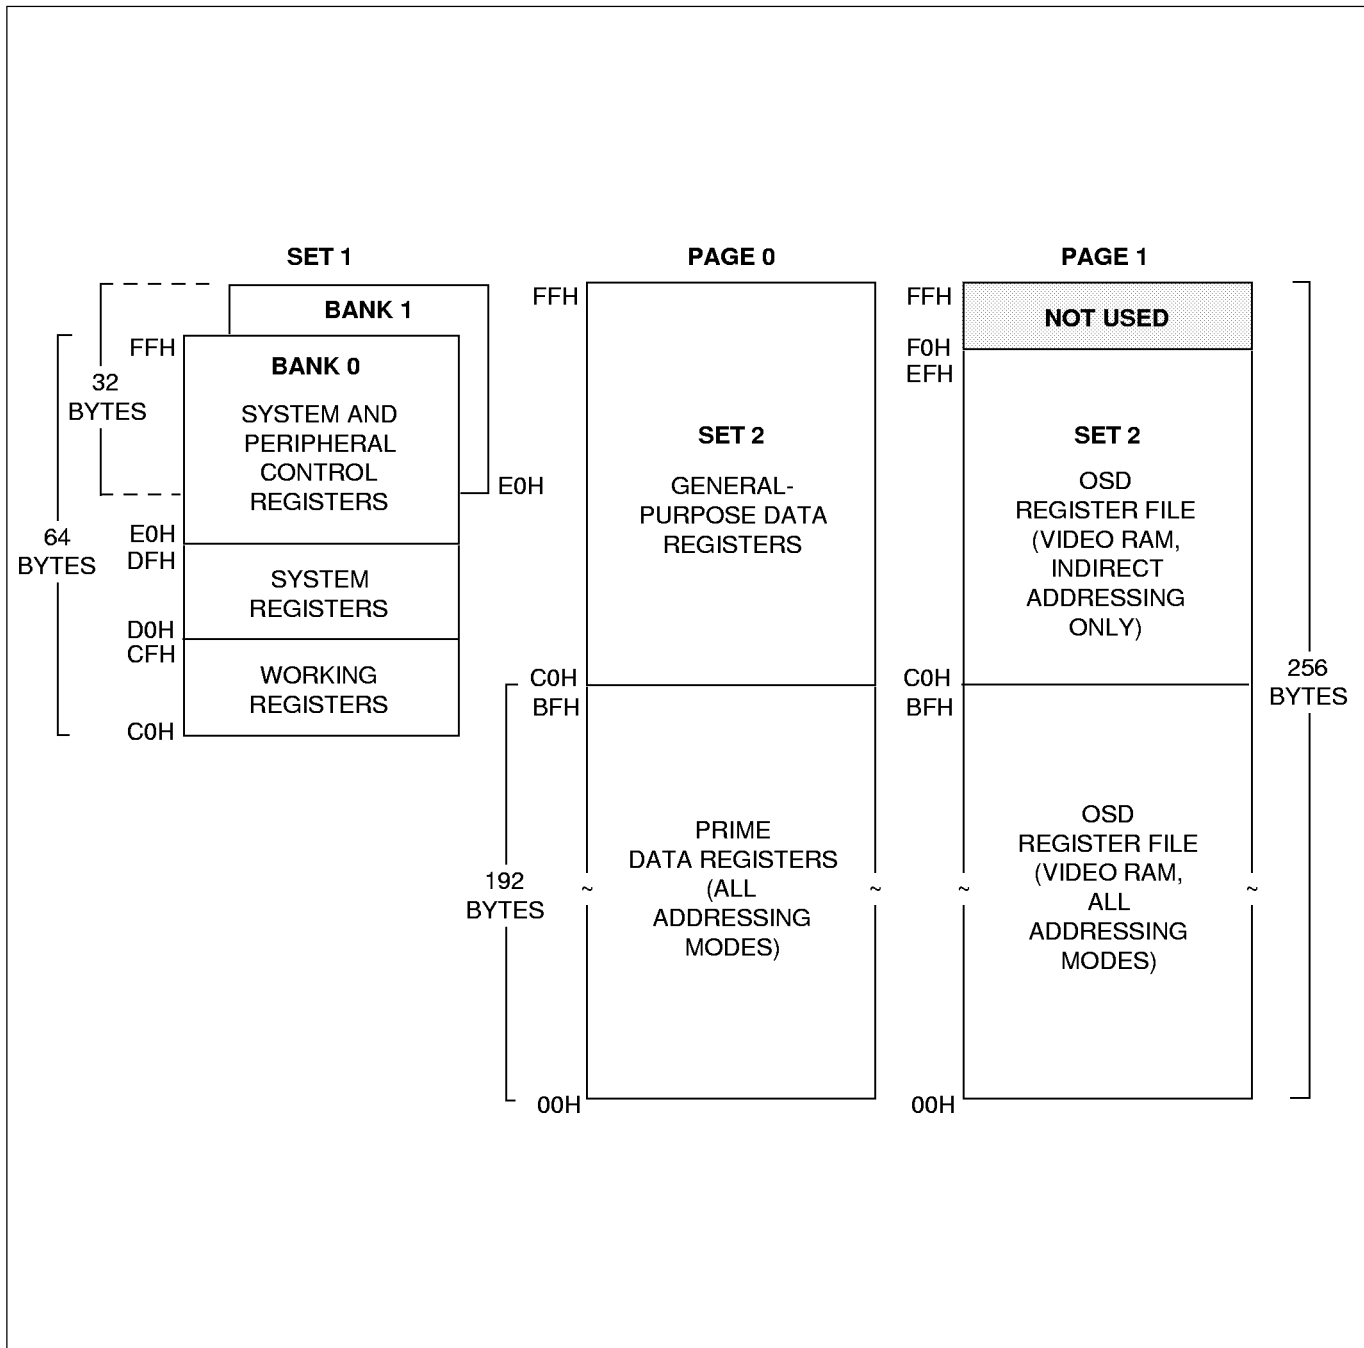 SET 1
BANK 1
FFH
BANK 0
SYSTEM AND
PERIPHERAL
CONTROL
REGISTERS
32
BYTES
E0H
E0H
DFH
64
BYTES
SYSTEM
REGISTERS
D0H
CFH
WORKING
REGISTERS
C0H
PAGE 0
FFH
SET 2
GENERAL-
PURPOSE DATA
REGISTERS
C0H
BFH
192
BYTES
PRIME
DATA REGISTERS
(ALL
ADDRESSING
MODES)
~
~
00H
PAGE 1
FFH
NOT USED
F0H
EFH
SET 2
OSD
REGISTER FILE
(VIDEO RAM,
INDIRECT
ADDRESSING
ONLY)
C0H
BFH
256
BYTES
OSD
REGISTER FILE
(VIDEO RAM,
ALL
ADDRESSING
MODES)
~
~
00H